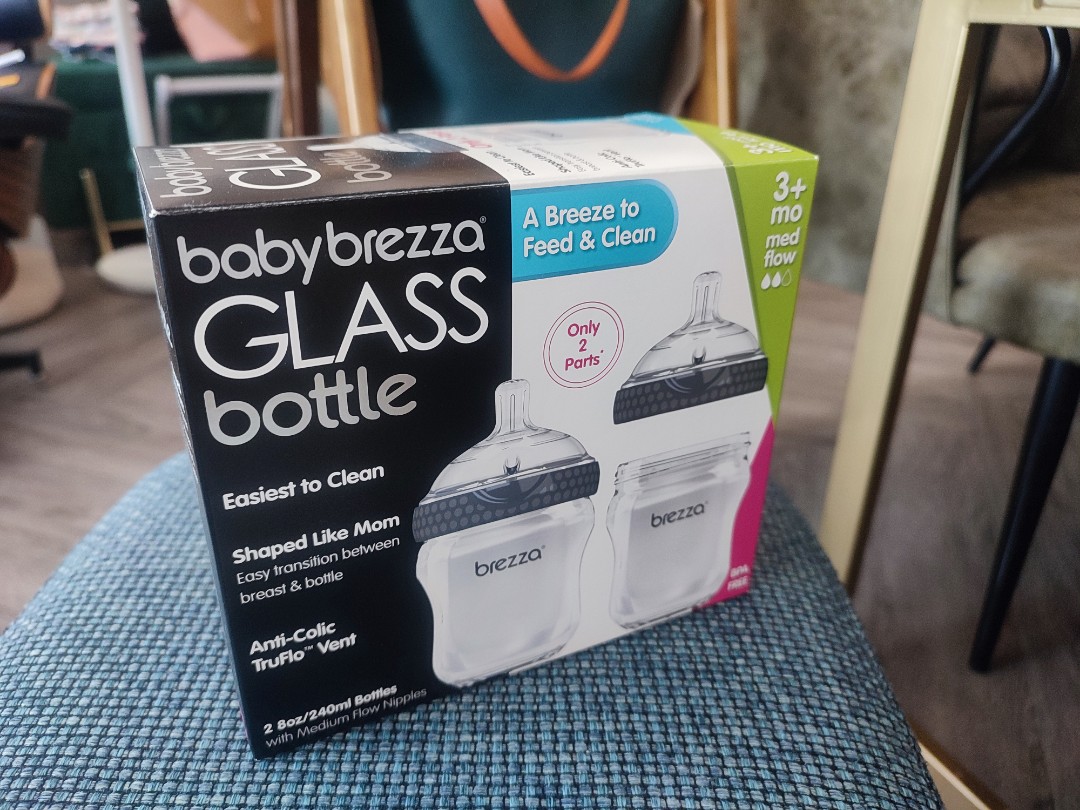 babybrezza
GLASS
bottle
babybrezza®
GLASS
bottle
Easiest to Clean
Shaped Like Mom
Easy transition between
breast & bottle
Anti-Colic
TruFlo™ Vent
2 8oz/240ml Bottles
with Medium Flow Nipples
A Breeze to
Feed & Clean
Only
2
Parts*
3+
mo
med
flow
brezza®
brezza®
BPA
FREE